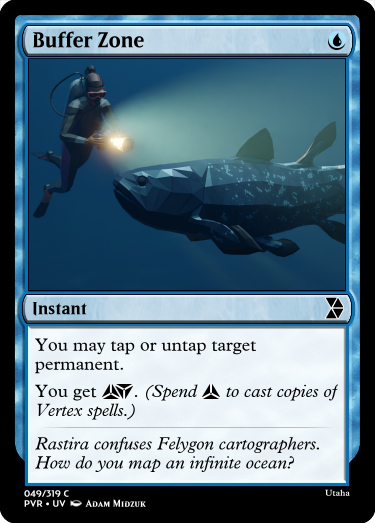 Buffer Zone
Instant
You may tap or untap target
permanent.
You get . (Spend to cast copies of
Vertex spells.)
Rastira confuses Felygon cartographers.
How do you map an infinite ocean?
049/319 C
Utaha
PVR • UV Adam Midzuk